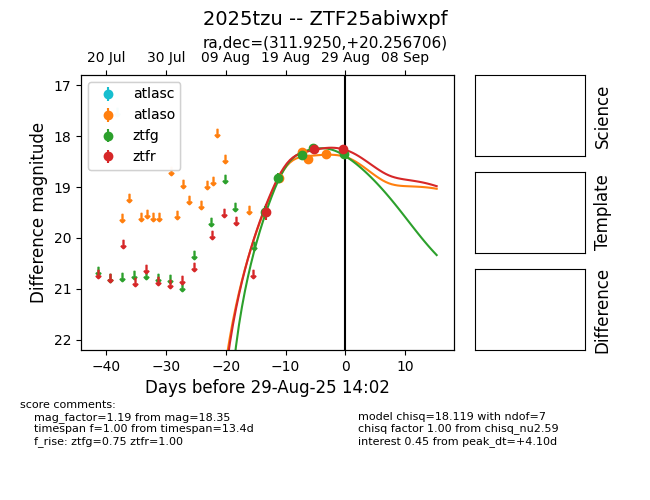 2025tzu -- ZTF25abiwxpf
ra,dec=(311.9250,+20.256706)
20 Jul 30 Jul 09 Aug 19 Aug 29 Aug 08 Sep
atlasc
atlaso
ztfg
ztfr
17
18
19
20
21
22
Difference magnitude
−40 −30 −20 −10 0 10
Days before 29-Aug-25 14:02
Science
Template
Difference
score comments:
mag_factor=1.19 from mag=18.35
timespan f=1.00 from timespan=13.4d
f_rise: ztfg=0.75 ztfr=1.00
model chisq=18.119 with ndof=7
chisq factor 1.00 from chisq_nu2.59
interest 0.45 from peak_dt=+4.10d